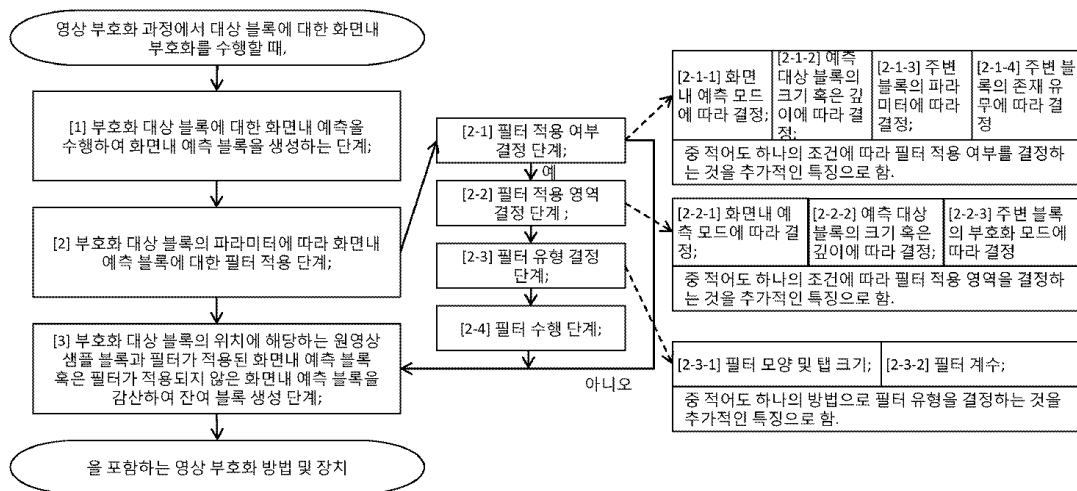 영상 부호화 과정에서 대상 블록에 대한 화면내
부호화를 수행할 때,
[1] 부호화 대상 블록에 대한 화면내 예측을
수행하여 화면내 예측 블록을 생성하는 단계;
[2] 부호화 대상 블록의 파라미터에 따라 화면내
예측 블록에 대한 필터 적용 단계;
[3] 부호화 대상 블록의 위치에 해당하는 원영상
샘플 블록과 필터가 적용된 화면내 예측 블록
혹은 필터가 적용되지 않은 화면내 예측 블록을
감산하여 잔여 블록 생성 단계;
을 포함하는 영상 부호화 방법 및 장치
[2-1] 필터 적용 여부
결정 단계;
예
[2-2] 필터 적용 영역
결정 단계 ;
[2-3] 필터 유형 결정
단계;
[2-4] 필터 수행 단계;
아니오
[2-1-1] 화면
내 예측 모드
에 따라 결정;
[2-1-2] 예측
대상 블록의
크기 혹은 깊
이에 따라 결
정;
[2-1-3] 주변
블록의 파라
미터에 따라
결정;
[2-1-4] 주변 블
록의 존재 유
무에 따라 결
정
중 적어도 하나의 조건에 따라 필터 적용 여부를 결정하
는 것을 추가적인 특징으로 함.
[2-2-1] 화면내 예
측 모드에 따라 결
정;
[2-2-2] 예측 대상
블록의 크기 혹은
깊이에 따라 결정;
[2-2-3] 주변 블록
의 부호화 모드에
따라 결정
중 적어도 하나의 조건에 따라 필터 적용 영역을 결정하
는 것을 추가적인 특징으로 함.
[2-3-1] 필터 모양 및 탭 크기;
[2-3-2] 필터 계수;
중 적어도 하나의 방법으로 필터 유형을 결정하는 것을
추가적인 특징으로 함.